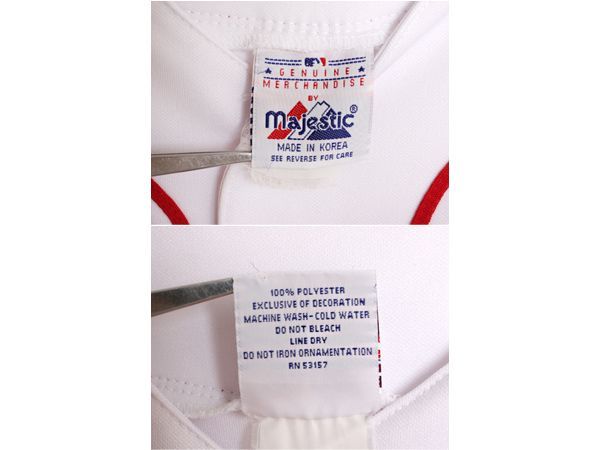 GENUINE
MERCHANDISE
BY
Majestic®
MADE IN KOREA
SEE REVERSE FOR CARE
100% POLYESTER
EXCLUSIVE OF DECORATION
MACHINE WASH-COLD WATER
DO NOT BLEACH
LINE DRY
DO NOT IRON ORNAMENTATION
RN 53157